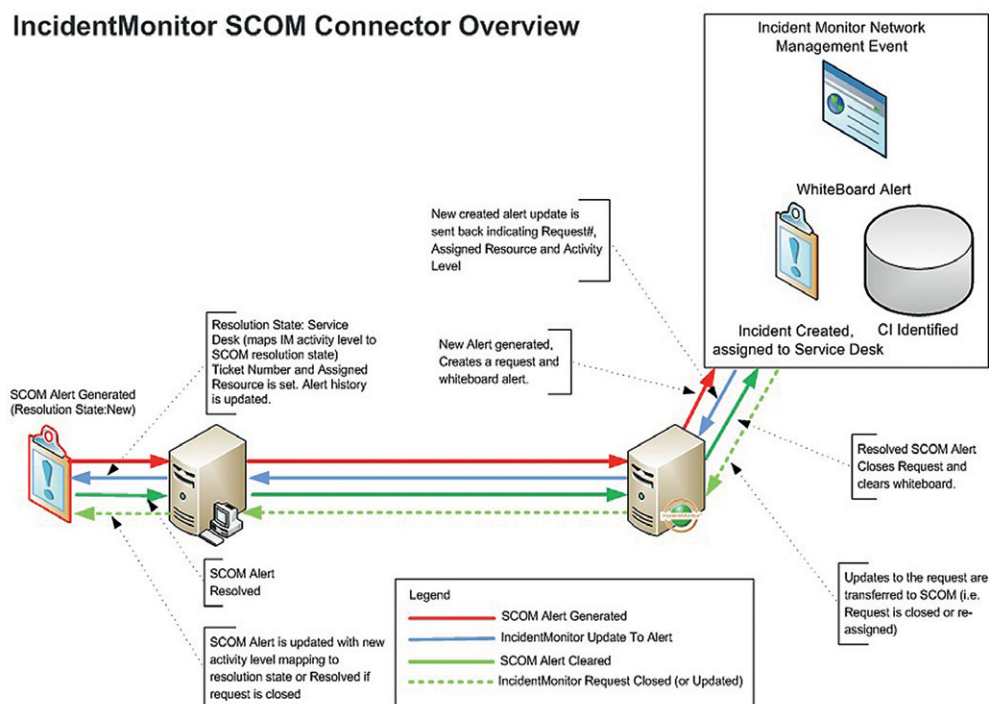 IncidentMonitor SCOM Connector Overview
Incident Monitor Network
Management Event
WhiteBoard Alert
Incident Created,
assigned to Service Desk
CI Identified
New created alert update is
sent back indicating Request#,
Assigned Resource and Activity
Level
New Alert generated,
Creates a request and
whiteboard alert.
Resolution State: Service
Desk (maps IM activity level to
SCOM resolution state)
Ticket Number and Assigned
Resource is set. Alert history
is updated.
SCOM Alert Generated
(Resolution State:New)
Resolved SCOM Alert
Closes Request and
clears whiteboard.
SCOM Alert
Resolved
Updates to the request are
transferred to SCOM (i.e.
Request is closed or re-
assigned)
SCOM Alert is updated with new
activity level mapping to
resolution state or Resolved if
request is closed
Legend
SCOM Alert Generated
IncidentMonitor Update To Alert
SCOM Alert Cleared
IncidentMonitor Request Closed (or Updated)